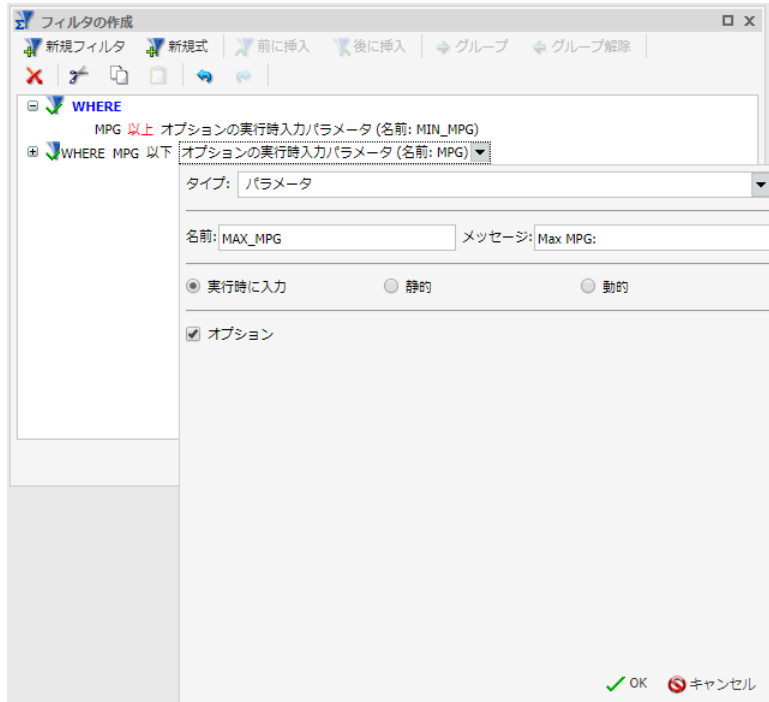 フィルタの作成
新規フィルタ 新規式 前に挿入 後に挿入 グループ グループ解除
WHERE
MPG 以上 オプションの実行時入力パラメータ (名前: MIN_MPG)
WHERE MPG 以下 オプションの実行時入力パラメータ (名前: MPG)
タイプ: パラメータ
名前: MAX_MPG メッセージ: Max MPG:
実行時に入力 静的 動的
オプション
OK キャンセル